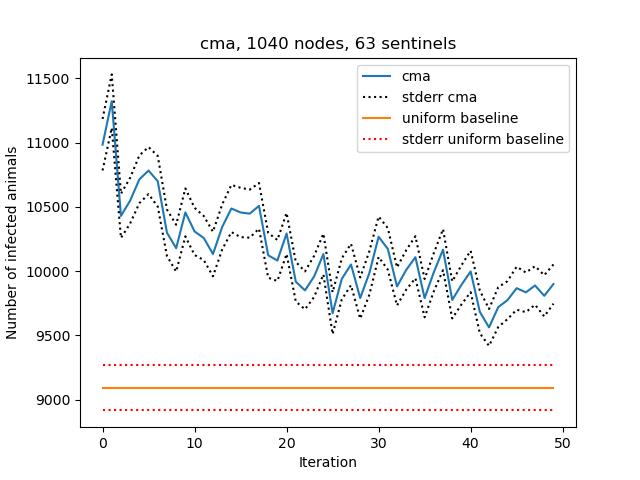 cma, 1040 nodes, 63 sentinels
11500
11000
10500
10000
9500
9000
Number of infected animals
cma
stderr cma
uniform baseline
stderr uniform baseline
0 10 20 30 40 50
Iteration